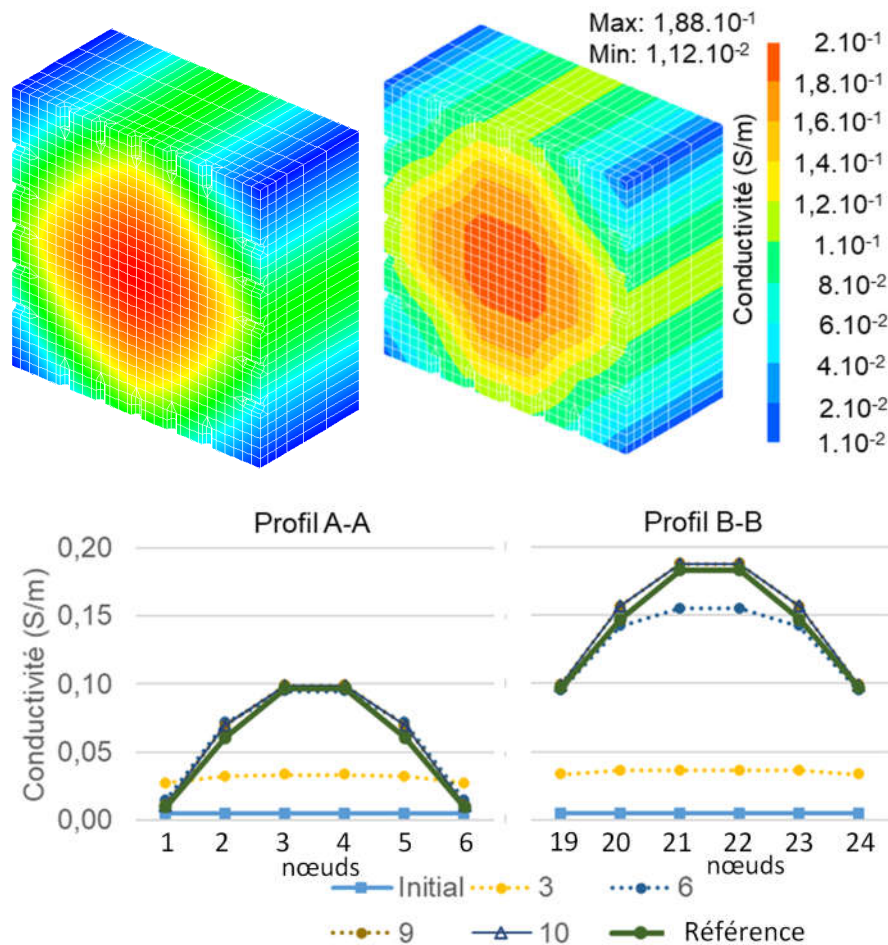 Max: 1,88.10-1
Min: 1,12.10-2
Conductivité (S/m)
2.10-1
1,8.10-1
1,6.10-1
1,4.10-1
1,2.10-1
1.10-1
8.10-2
6.10-2
4.10-2
2.10-2
1.10-2
Profil A-A
Profil B-B
Conductivité (S/m)
0,20
0,15
0,10
0,05
0,00
1 2 3 4 5 6
19 20 21 22 23 24
nœuds
nœuds
Initial 3 6
9 10 Référence